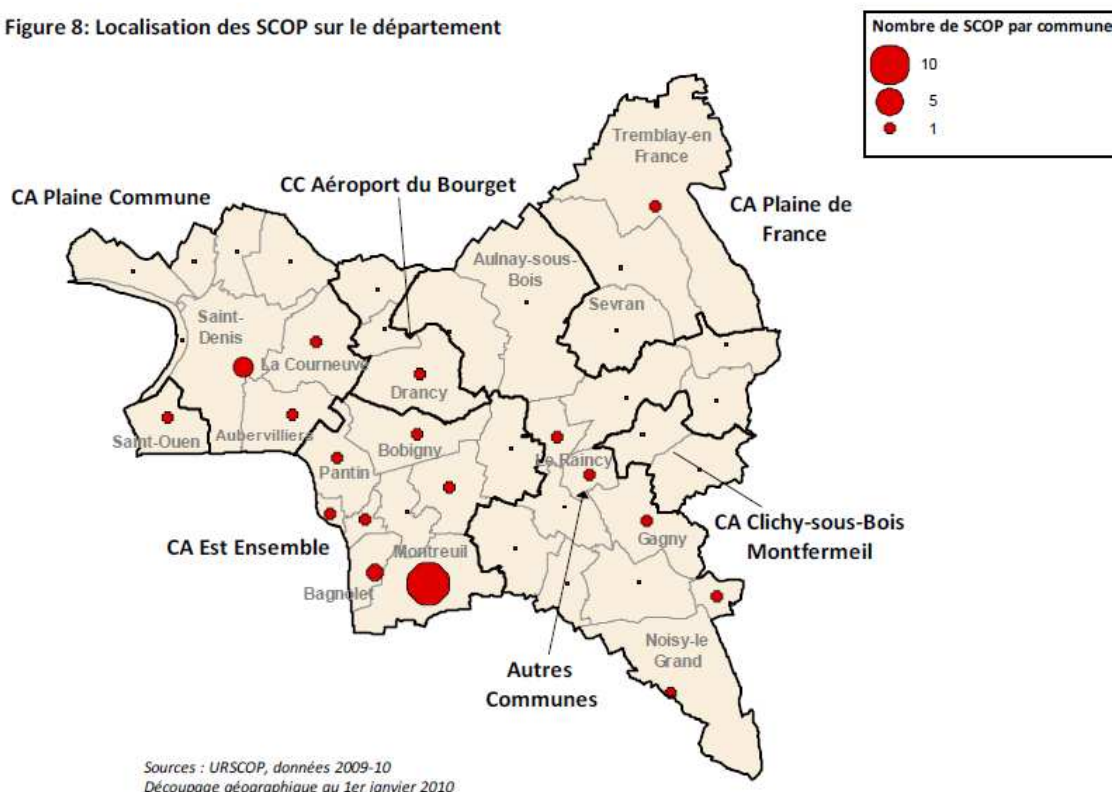 Figure 8: Localisation des SCOP sur le département
Nombre de SCOP par commune
10
5
1
Tremblay-en
France
CC Aéroport du Bourget
CA Plaine Commune
CA Plaine de
France
Aulnay-sous-
Bois
Sevran
Saint-
Denis
La Courneuve
Drancy
Saint-Ouen
Aubervilliers
Bobigny
Pantin
Le Raincy
CA Est Ensemble
Montreuil
Gagny
CA Clichy-sous-Bois
Montfermeil
Bagnolet
Noisy-le
Grand
Autres
Communes
Sources : URSCOP, données 2009-10
Découpage géographique au 1er janvier 2010